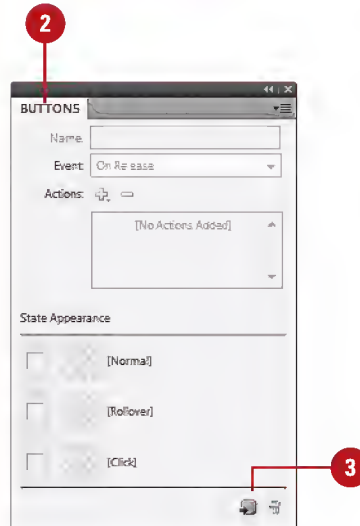 2
BUTTONS
Name:
Event: On Release
Actions:
[No Actions Added]
State Appearance
[Normal]
[Rollover]
[Click]
3